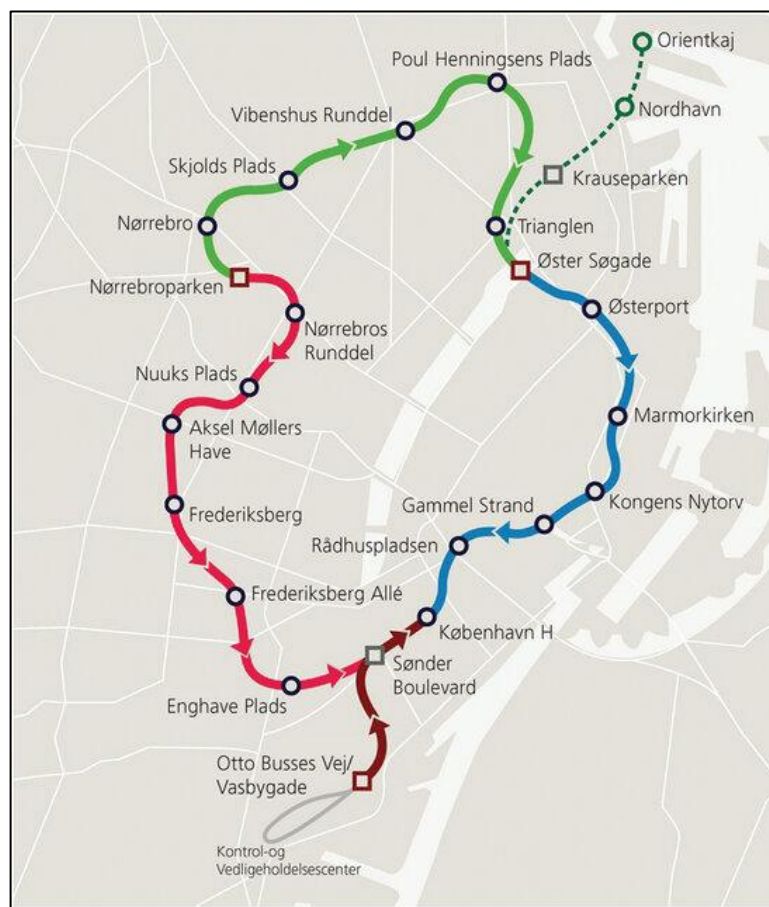 Orientkaj
Poul Henningsens Plads
Nordhavn
Vibenshus Runddel
Skjolds Plads
Krauseparken
Nørrebro
Trianglen
Øster Søgade
Nørrebroparken
Østerport
Nørrebros
Runddel
Nuuks Plads
Marmorkirken
Aksel Møllers
Have
Kongens Nytorv
Gammel Strand
Frederiksberg
Rådhuspladsen
Frederiksberg Allé
København H
Sønder
Boulevard
Enghave Plads
Otto Busses Vej/
Vasbygade
Kontrol-og
Vedligeholdelsescenter